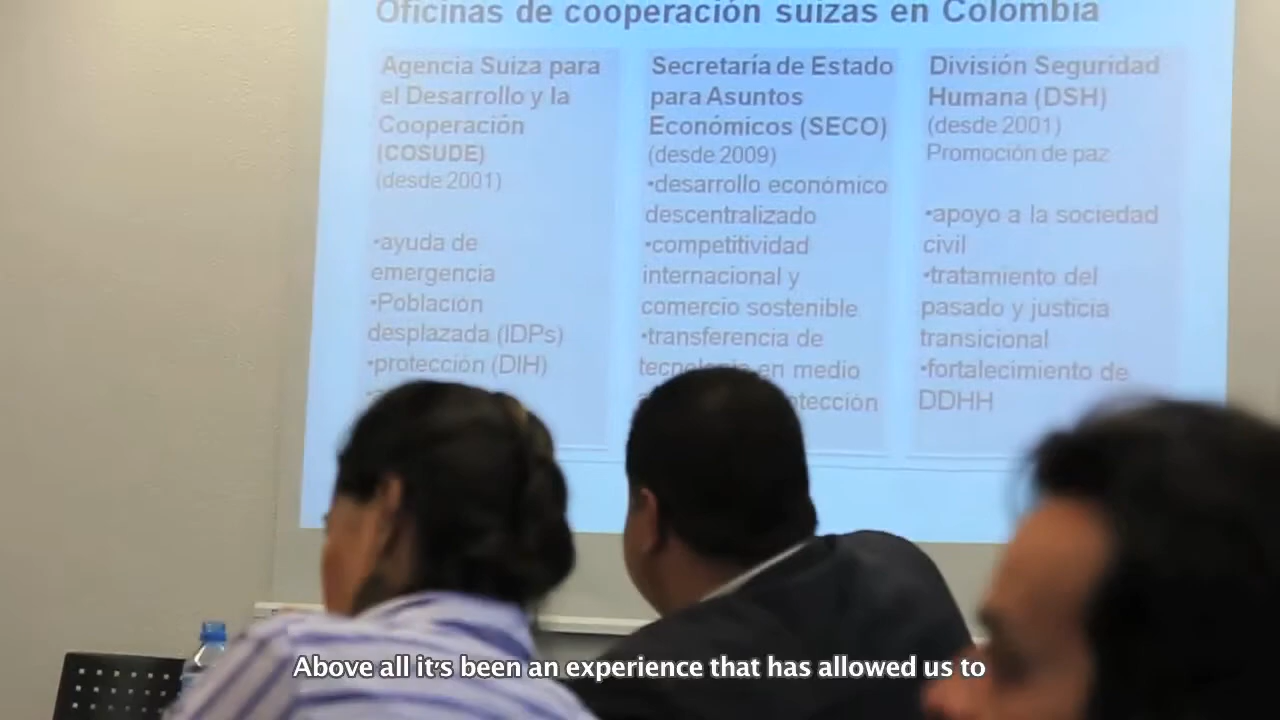 Oficinas de cooperación suizas en Colombia
Agencia Suiza para
el Desarrollo y la
Cooperación
(COSUDE)
(desde 2001)
•ayuda de
emergencia
•Población
desplazada (IDPs)
•protección (DIH)
Secretaría de Estado
para Asuntos
Económicos (SECO)
(desde 2009)
•desarrollo económico
descentralizado
•competitividad
internacional y
comercio sostenible
•transferencia de
tecnología en medio
División Seguridad
Humana (DSH)
(desde 2001)
Promoción de paz
•apoyo a la sociedad
civil
•tratamiento del
pasado y justicia
transicional
•fortalecimiento de
DDHH
Above all it's been an experience that has allowed us to